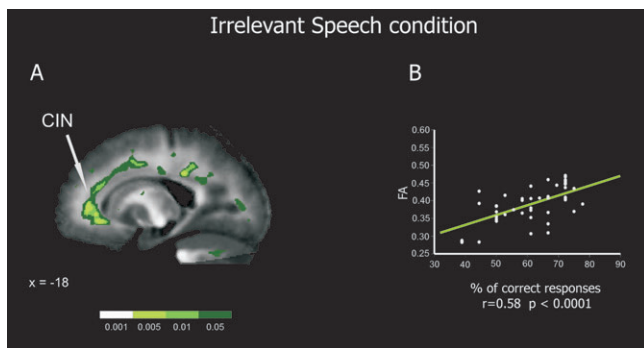 Irrelevant Speech condition
A
CIN
x = -18
0.001 0.005 0.01 0.05
B
FA
0.60
0.55
0.50
0.45
0.40
0.35
0.30
0.25
30 40 50 60 70 80 90
% of correct responses
r=0.58 p < 0.0001